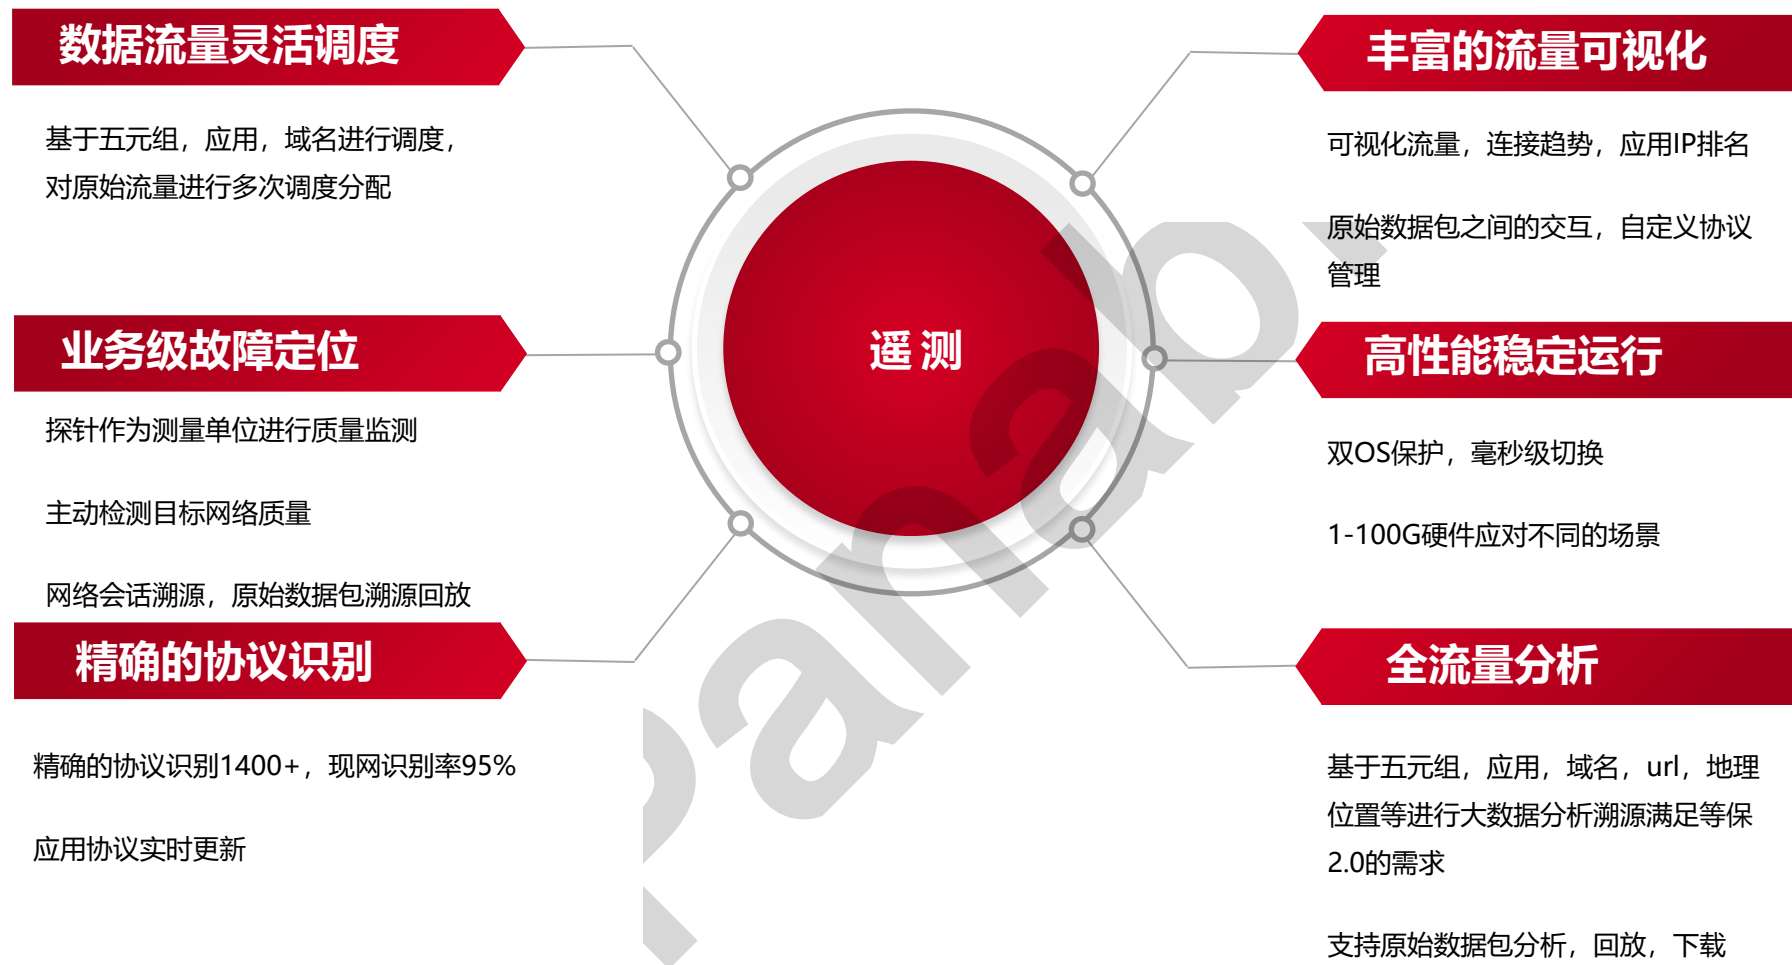 数据流量灵活调度
基于五元组，应用，域名进行调度，
对原始流量进行多次调度分配
业务级故障定位
探针作为测量单位进行质量监测
主动检测目标网络质量
网络会话溯源，原始数据包溯源回放
精确的协议识别
精确的协议识别1400+，现网识别率95%
应用协议实时更新
遥测
丰富的流量可视化
可视化流量，连接趋势，应用IP排名
原始数据包之间的交互，自定义协议
管理
高性能稳定运行
双OS保护，毫秒级切换
1-100G硬件应对不同的场景
全流量分析
基于五元组，应用，域名，url，地理
位置等进行大数据分析溯源满足等保
2.0的需求
支持原始数据包分析，回放，下载